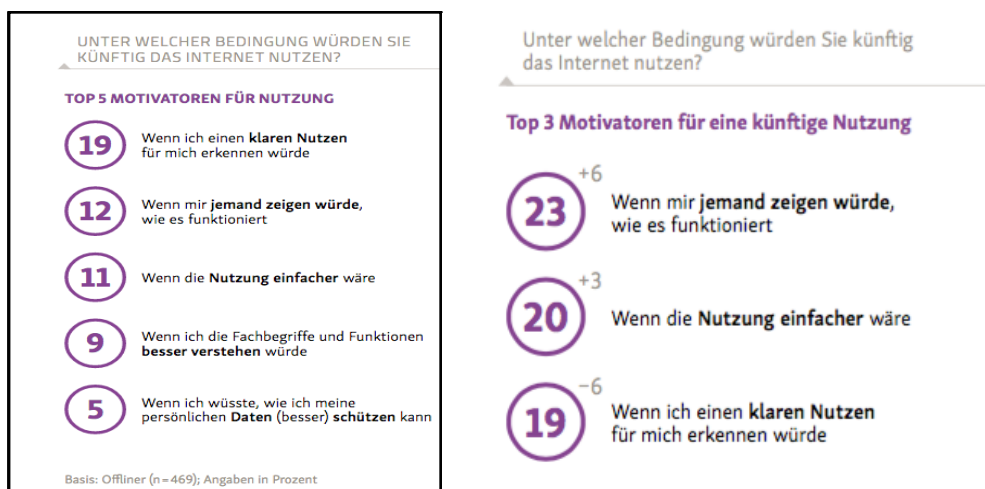 UNTER WELCHER BEDINGUNG WÜRDEN SIE
KÜNFTIG DAS INTERNET NUTZEN?
TOP 5 MOTIVATOREN FÜR NUTZUNG
19
Wenn ich einen klaren Nutzen
für mich erkennen würde
12
Wenn mir jemand zeigen würde,
wie es funktioniert
11
Wenn die Nutzung einfacher wäre
9
Wenn ich die Fachbegriffe und Funktionen
besser verstehen würde
5
Wenn ich wüsste, wie ich meine
persönlichen Daten (besser) schützen kann
Basis: Offliner (n=469); Angaben in Prozent
Unter welcher Bedingung würden Sie künftig
das Internet nutzen?
Top 3 Motivatoren für eine künftige Nutzung
+6
23
Wenn mir jemand zeigen würde,
wie es funktioniert
+3
20
Wenn die Nutzung einfacher wäre
−6
19
Wenn ich einen klaren Nutzen
für mich erkennen würde